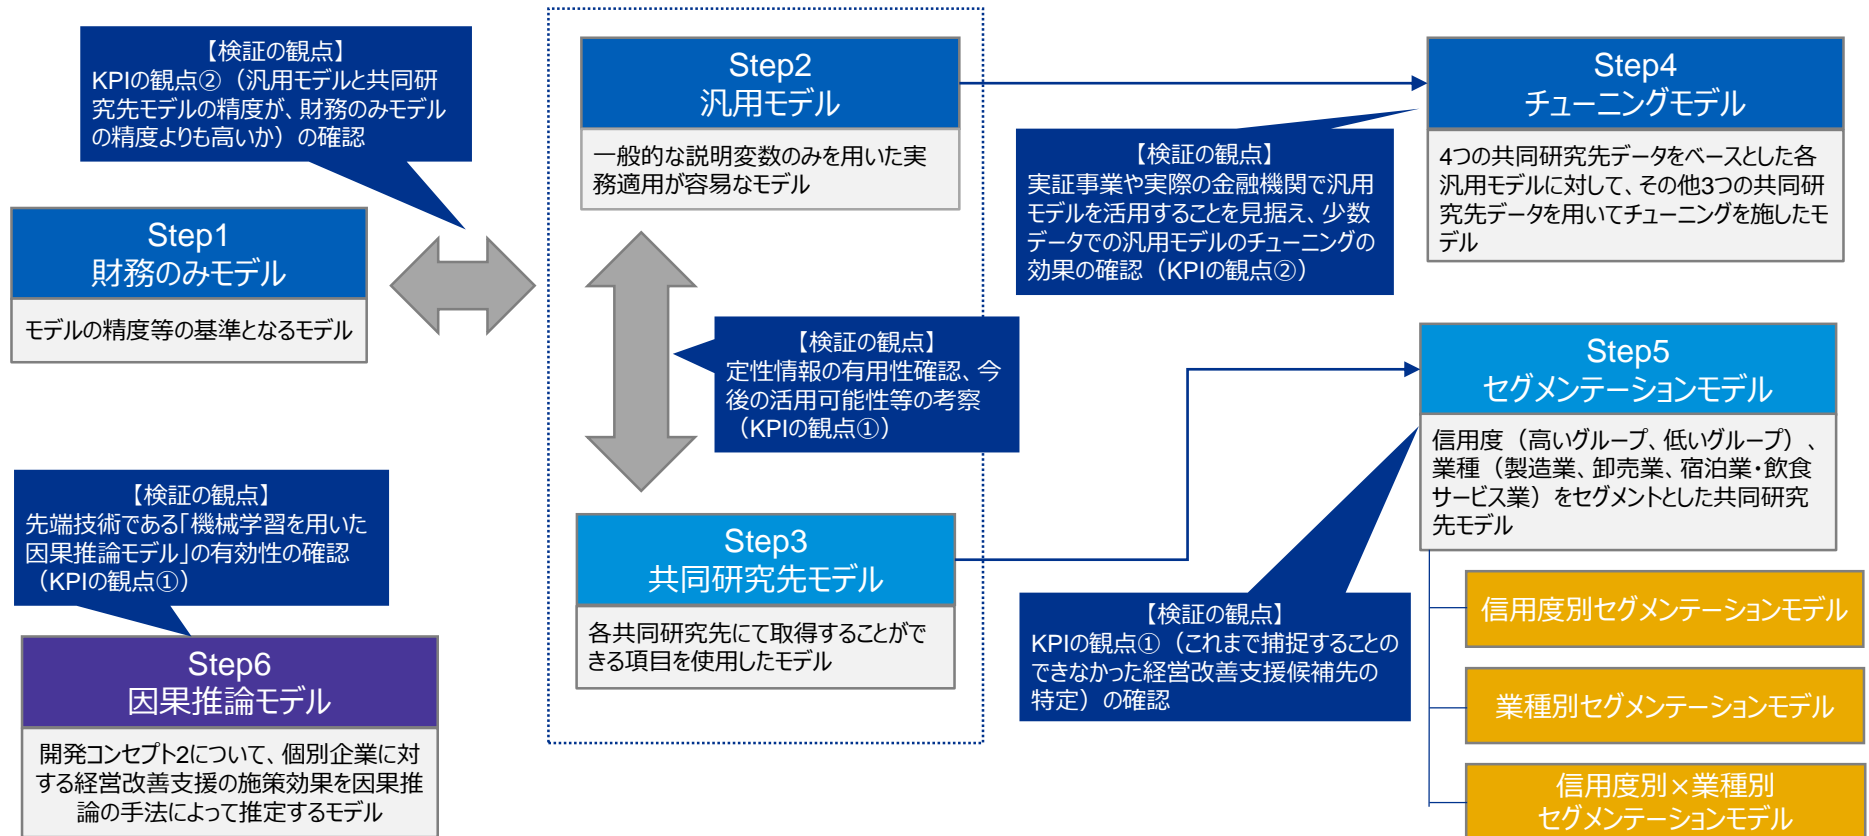 【検証の観点】
KPIの観点②（汎用モデルと共同研
究先モデルの精度が、財務のみモデル
の精度よりも高いか）の確認
Step1
財務のみモデル
モデルの精度等の基準となるモデル
Step2
汎用モデル
一般的な説明変数のみを用いた実
務適用が容易なモデル
【検証の観点】
定性情報の有用性確認、今
後の活用可能性等の考察
（KPIの観点①）
Step3
共同研究先モデル
各共同研究先にて取得することがで
きる項目を使用したモデル
Step4
チューニングモデル
4つの共同研究先データをベースとした各
汎用モデルに対して、その他3つの共同研
究先データを用いてチューニングを施したモ
デル
【検証の観点】
実証事業や実際の金融機関で汎用
モデルを活用することを見据え、少数
データでの汎用モデルのチューニングの
効果の確認（KPIの観点②）
Step5
セグメンテーションモデル
信用度（高いグループ、低いグループ）、
業種（製造業、卸売業、宿泊業・飲食
サービス業）をセグメントとした共同研究
先モデル
【検証の観点】
KPIの観点①（これまで捕捉することの
できなかった経営改善支援候補先の
特定）の確認
信用度別セグメンテーションモデル
業種別セグメンテーションモデル
信用度別×業種別
セグメンテーションモデル
【検証の観点】
先端技術である「機械学習を用いた
因果推論モデル」の有効性の確認
（KPIの観点①）
Step6
因果推論モデル
開発コンセプト2について、個別企業に対
する経営改善支援の施策効果を因果推
論の手法によって推定するモデル